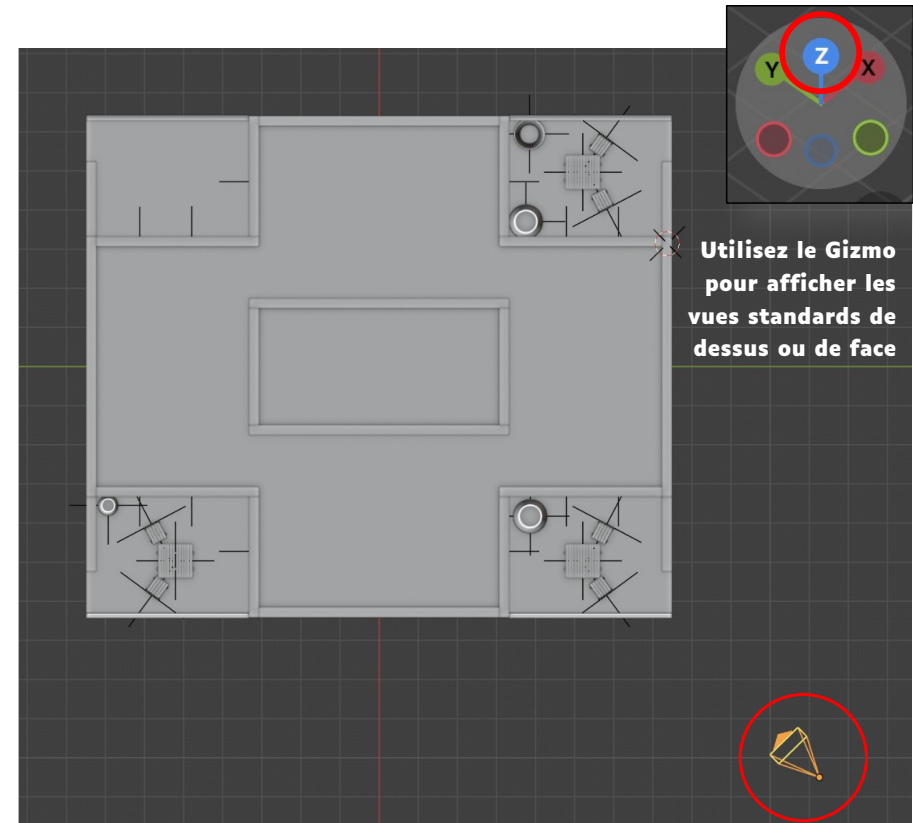 Z
Y
X
Utilisez le Gizmo
pour afficher les
vues standards de
dessus ou de face